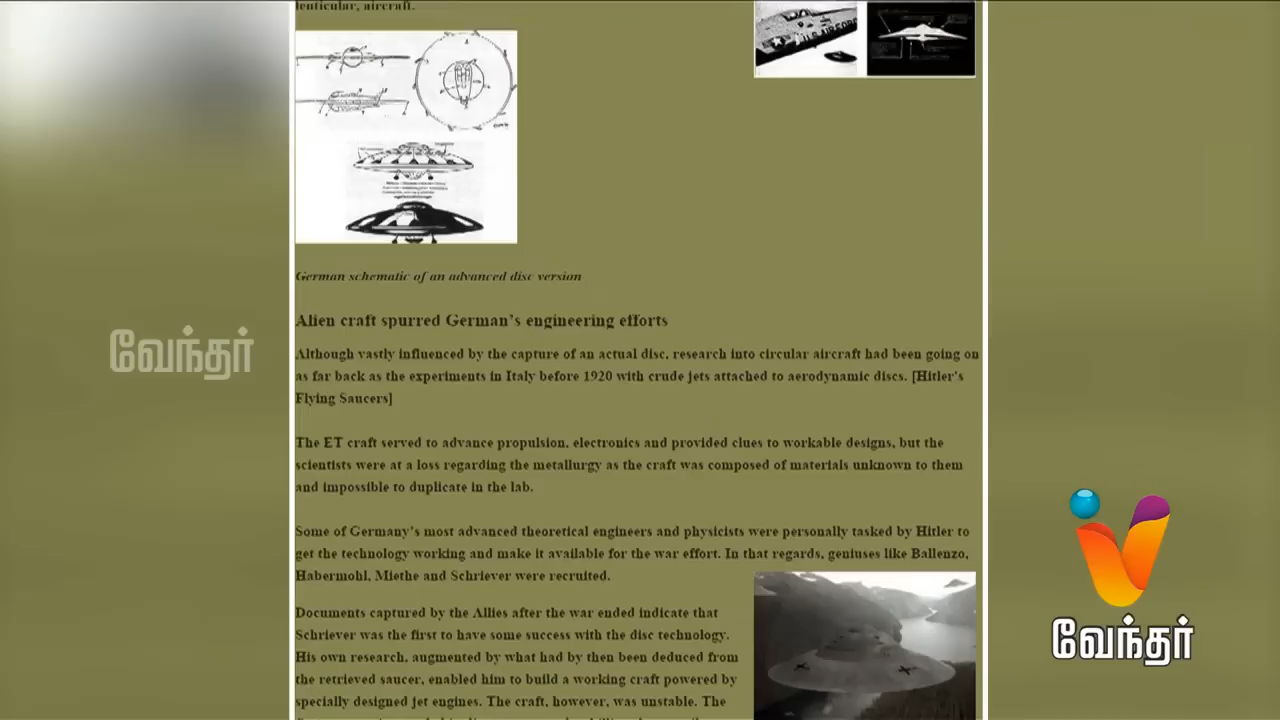 lenticular, aircraft.
U.S. AIR FORCE
German schematic of an advanced disc version
Alien craft spurred German's engineering efforts
Although vastly influenced by the capture of an actual disc, research into circular aircraft had been going on
as far back as the experiments in Italy before 1920 with crude jets attached to aerodynamic discs. [Hitler's
Flying Saucers]
The ET craft served to advance propulsion, electronics and provided clues to workable designs, but the
scientists were at a loss regarding the metallurgy as the craft was composed of materials unknown to them
and impossible to duplicate in the lab.
Some of Germany's most advanced theoretical engineers and physicists were personally tasked by Hitler to
get the technology working and make it available for the war effort. In that regards, geniuses like Ballenzo,
Habermohl, Miethe and Schriever were recruited.
Documents captured by the Allies after the war ended indicate that
Schriever was the first to have some success with the disc technology.
His own research, augmented by what had by then been deduced from
the retrieved saucer, enabled him to build a working craft powered by
specially designed jet engines. The craft, however, was unstable. The
வேந்தர்
வேந்தர்